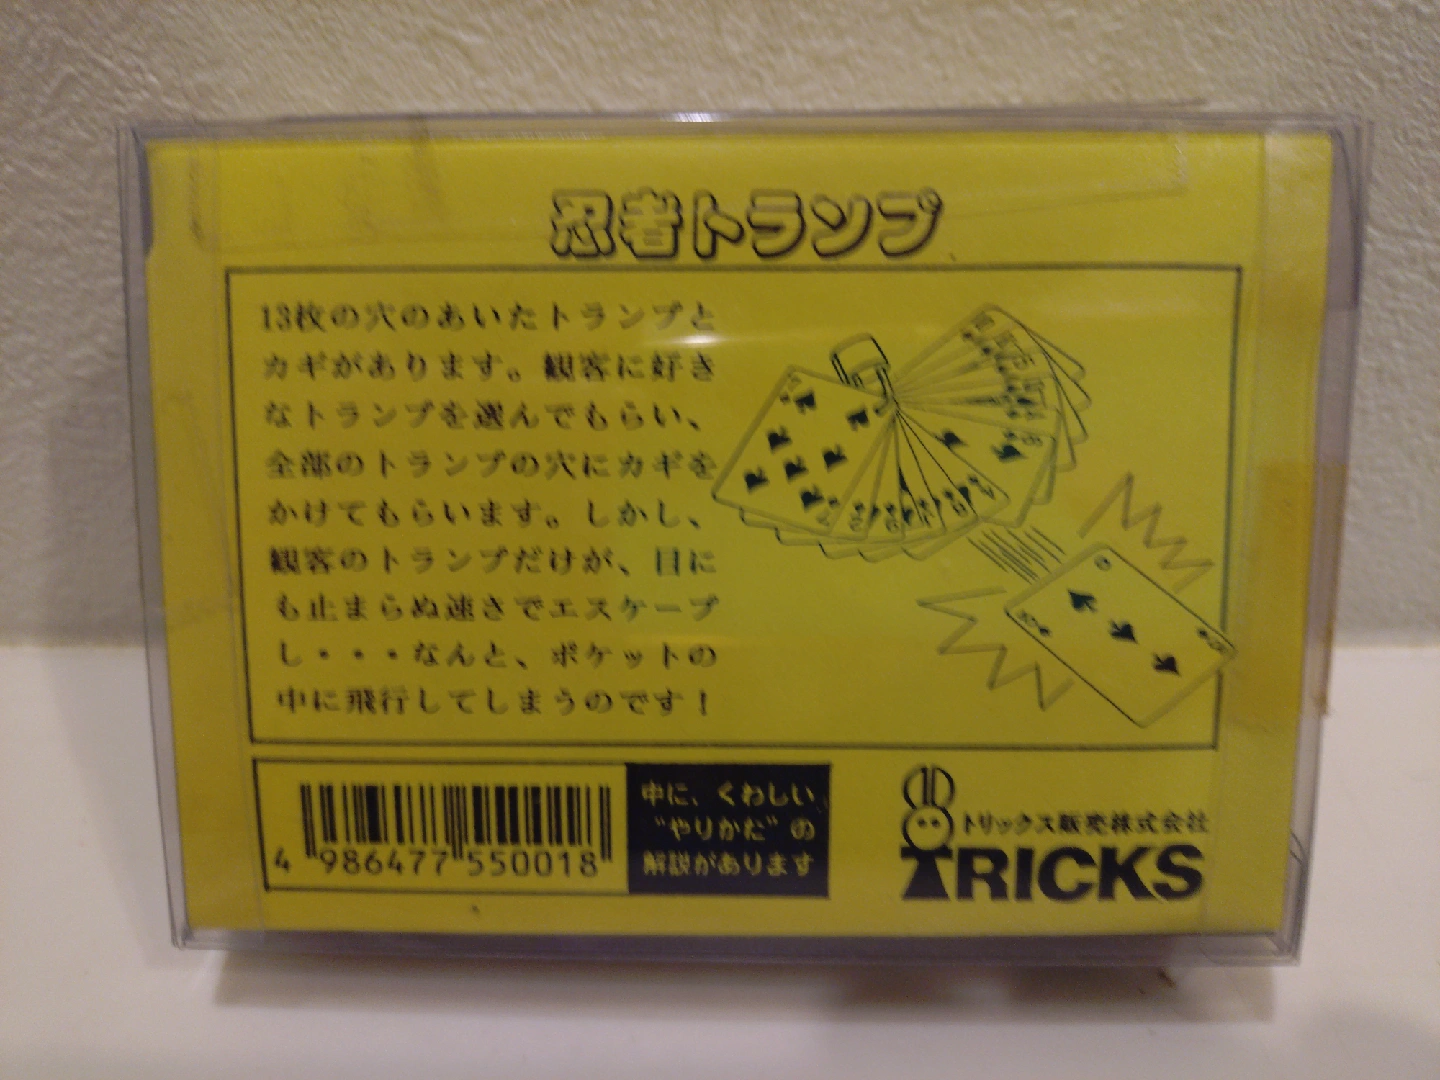 忍者トランプ
13枚の穴のあいたトランプと
カギがあります。観客に好き
なトランプを選んでもらい、
全部のトランプの穴にカギを
かけてもらいます。しかし、
観客のトランプだけが、目に
も止まらぬ速さでエスケープ
し・・・なんと、ポケットの
中に飛行してしまうのです！
4 986477 550018
中に、くわしい
"やりかた"の
解説があります
トリックス販売株式会社
TRICKS